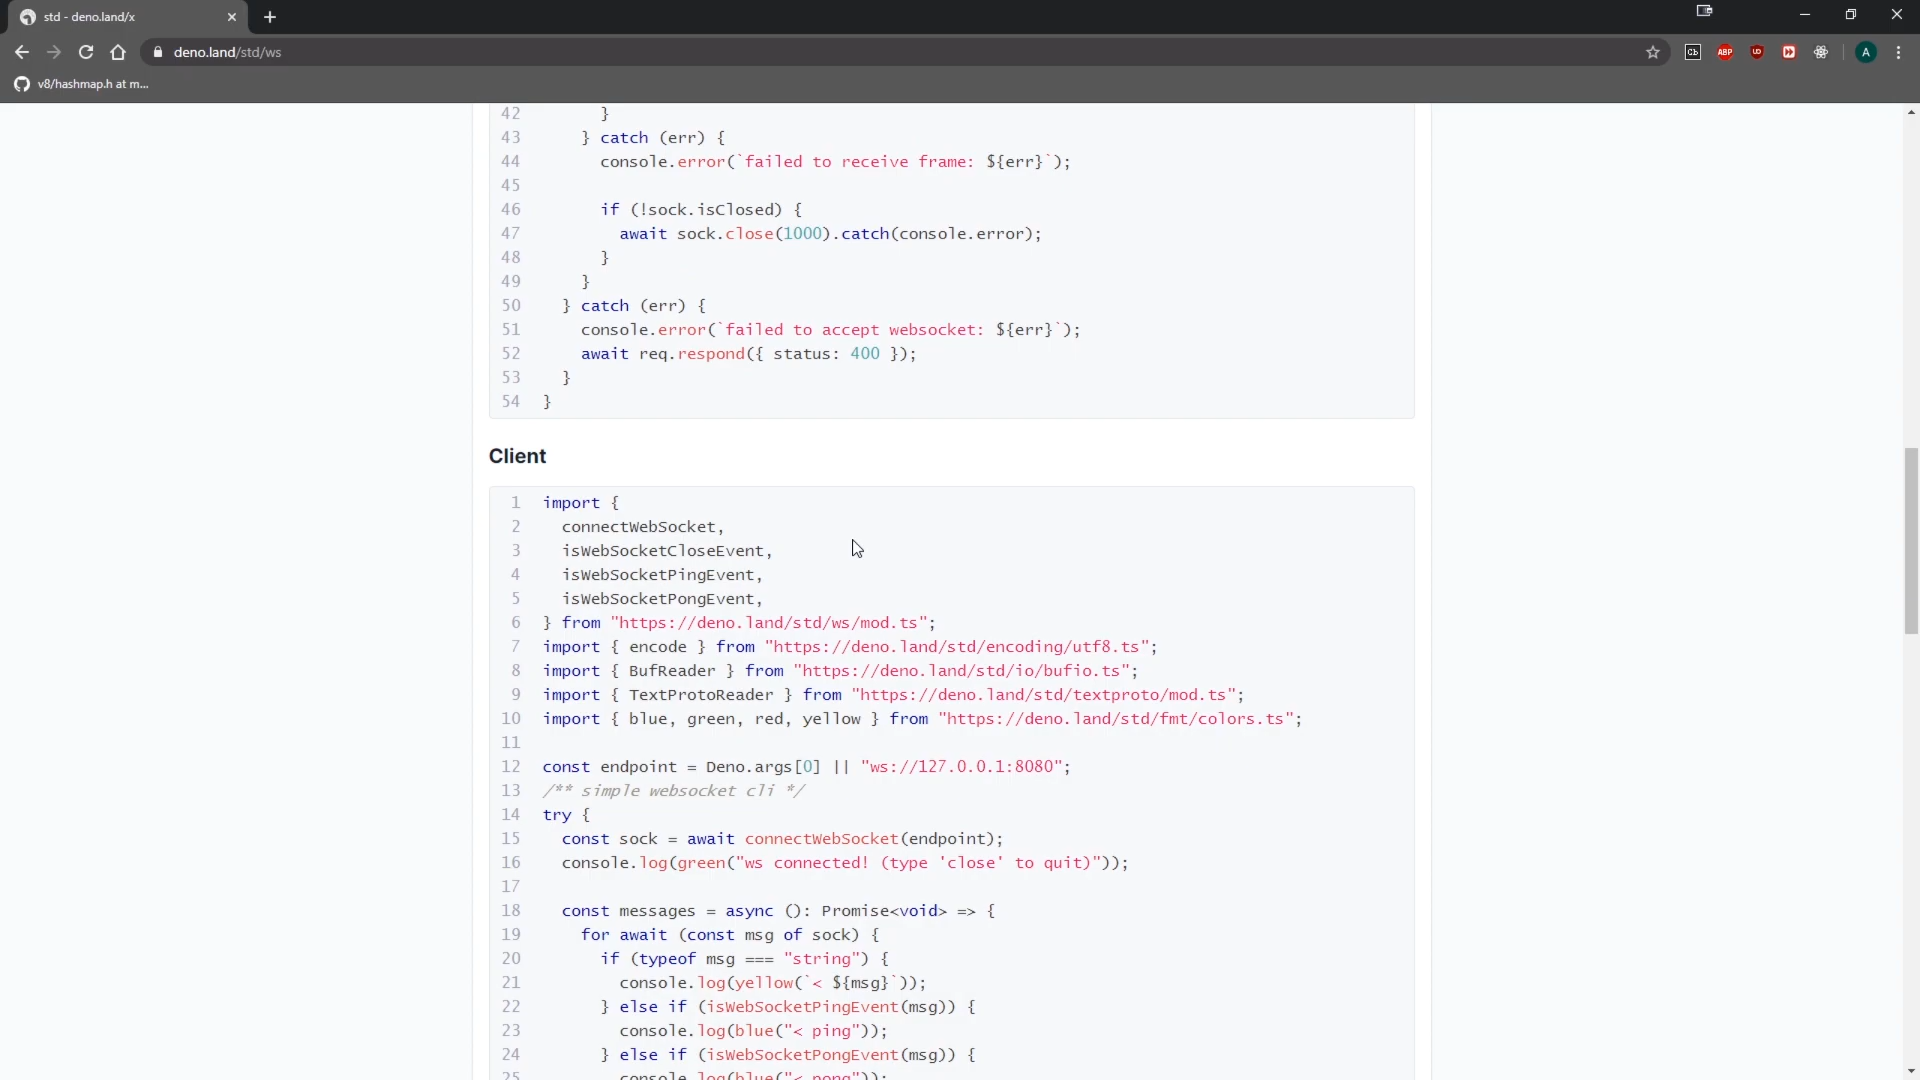 std - deno.land/x
deno.land/std/ws
Cb
ABP
UD
A
v8/hashmap.h at m...
42 }
43 } catch (err) {
44 console.error(`failed to receive frame: ${err}`);
45
46 if (!sock.isClosed) {
47 await sock.close(1000).catch(console.error);
48 }
49 }
50 } catch (err) {
51 console.error(`failed to accept websocket: ${err}`);
52 await req.respond({ status: 400 });
53 }
54 }
Client
1 import {
2 connectWebSocket,
3 isWebSocketCloseEvent,
4 isWebSocketPingEvent,
5 isWebSocketPongEvent,
6 } from "https://deno.land/std/ws/mod.ts";
7 import { encode } from "https://deno.land/std/encoding/utf8.ts";
8 import { BufReader } from "https://deno.land/std/io/bufio.ts";
9 import { TextProtoReader } from "https://deno.land/std/textproto/mod.ts";
10 import { blue, green, red, yellow } from "https://deno.land/std/fmt/colors.ts";
11
12 const endpoint = Deno.args[0] || "ws://127.0.0.1:8080";
13 /** simple websocket cli */
14 try {
15 const sock = await connectWebSocket(endpoint);
16 console.log(green("ws connected! (type 'close' to quit)"));
17
18 const messages = async (): Promise<void> => {
19 for await (const msg of sock) {
20 if (typeof msg === "string") {
21 console.log(yellow(`< ${msg}`));
22 } else if (isWebSocketPingEvent(msg)) {
23 console.log(blue("< ping"));
24 } else if (isWebSocketPongEvent(msg)) {
25 console.log(blue("< pong"));